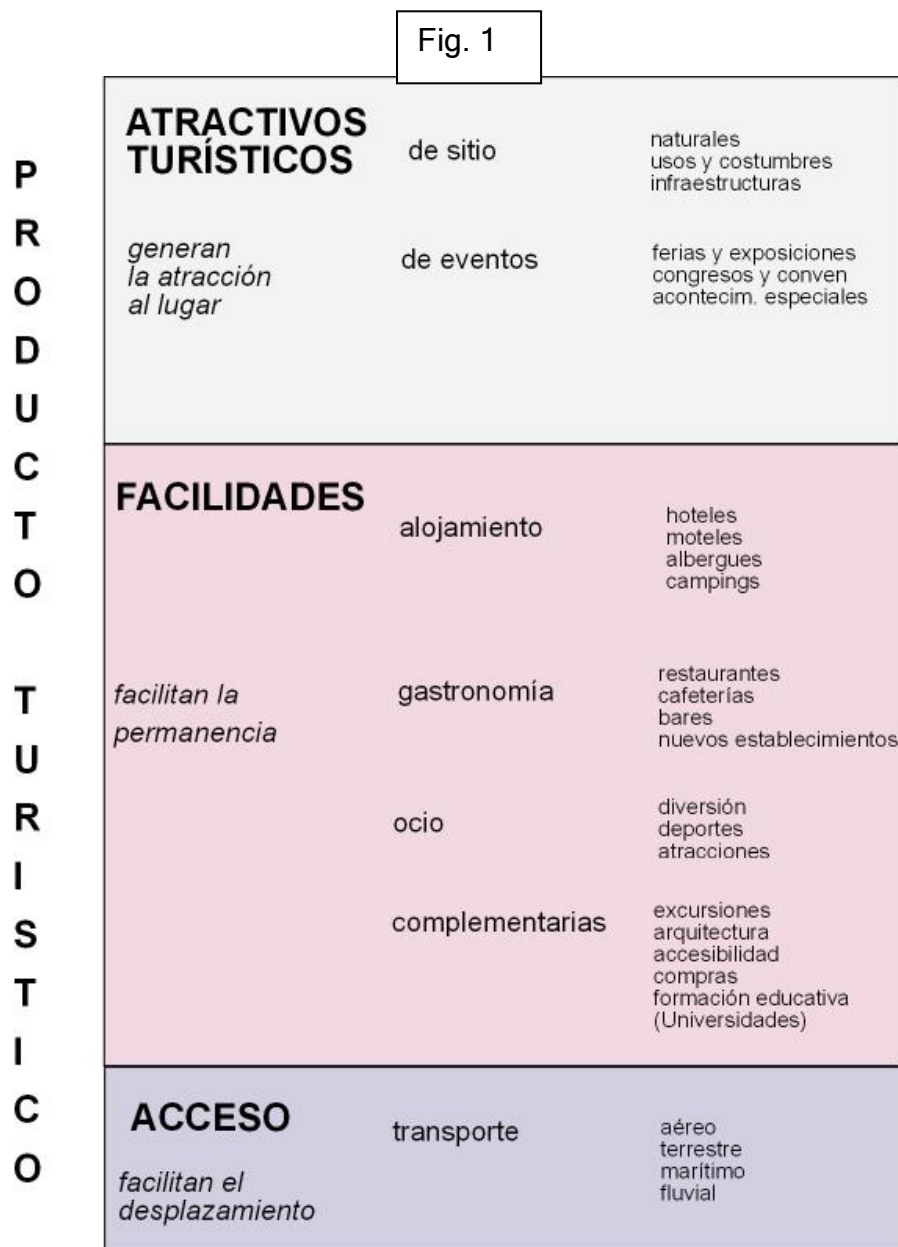 Fig. 1
PRODUCTO TURISTICO
ATRACTIVOS
TURÍSTICOS
generan
la atracción
al lugar
de sitio
naturales
usos y costumbres
infraestructuras
de eventos
ferias y exposiciones
congresos y conven
acontecim. especiales
FACILIDADES
facilitan la
permanencia
alojamiento
hoteles
moteles
albergues
campings
gastronomía
restaurantes
cafeterías
bares
nuevos establecimientos
ocio
diversión
deportes
atracciones
complementarias
excursiones
arquitectura
accesibilidad
compras
formación educativa
(Universidades)
ACCESO
facilitan el
desplazamiento
transporte
aéreo
terrestre
marítimo
fluvial